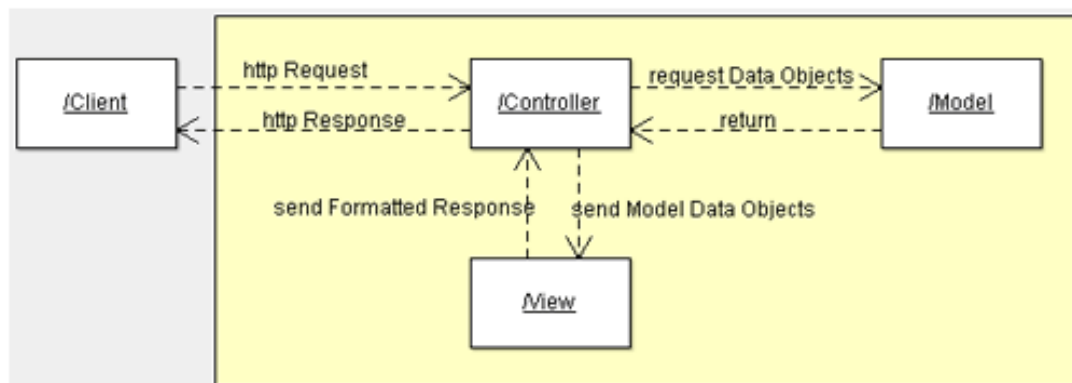 http Request
request Data Objects
/Client
/Controller
/Model
http Response
return
send Formatted Response
send Model Data Objects
/View